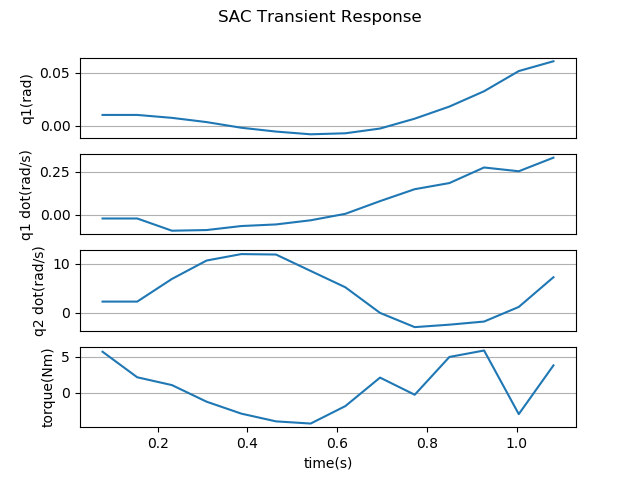 SAC Transient Response
q1(rad)
0.05
0.00
q1 dot(rad/s)
0.25
0.00
q2 dot(rad/s)
10
0
torque(Nm)
5
0
0.2 0.4 0.6 0.8 1.0
time(s)